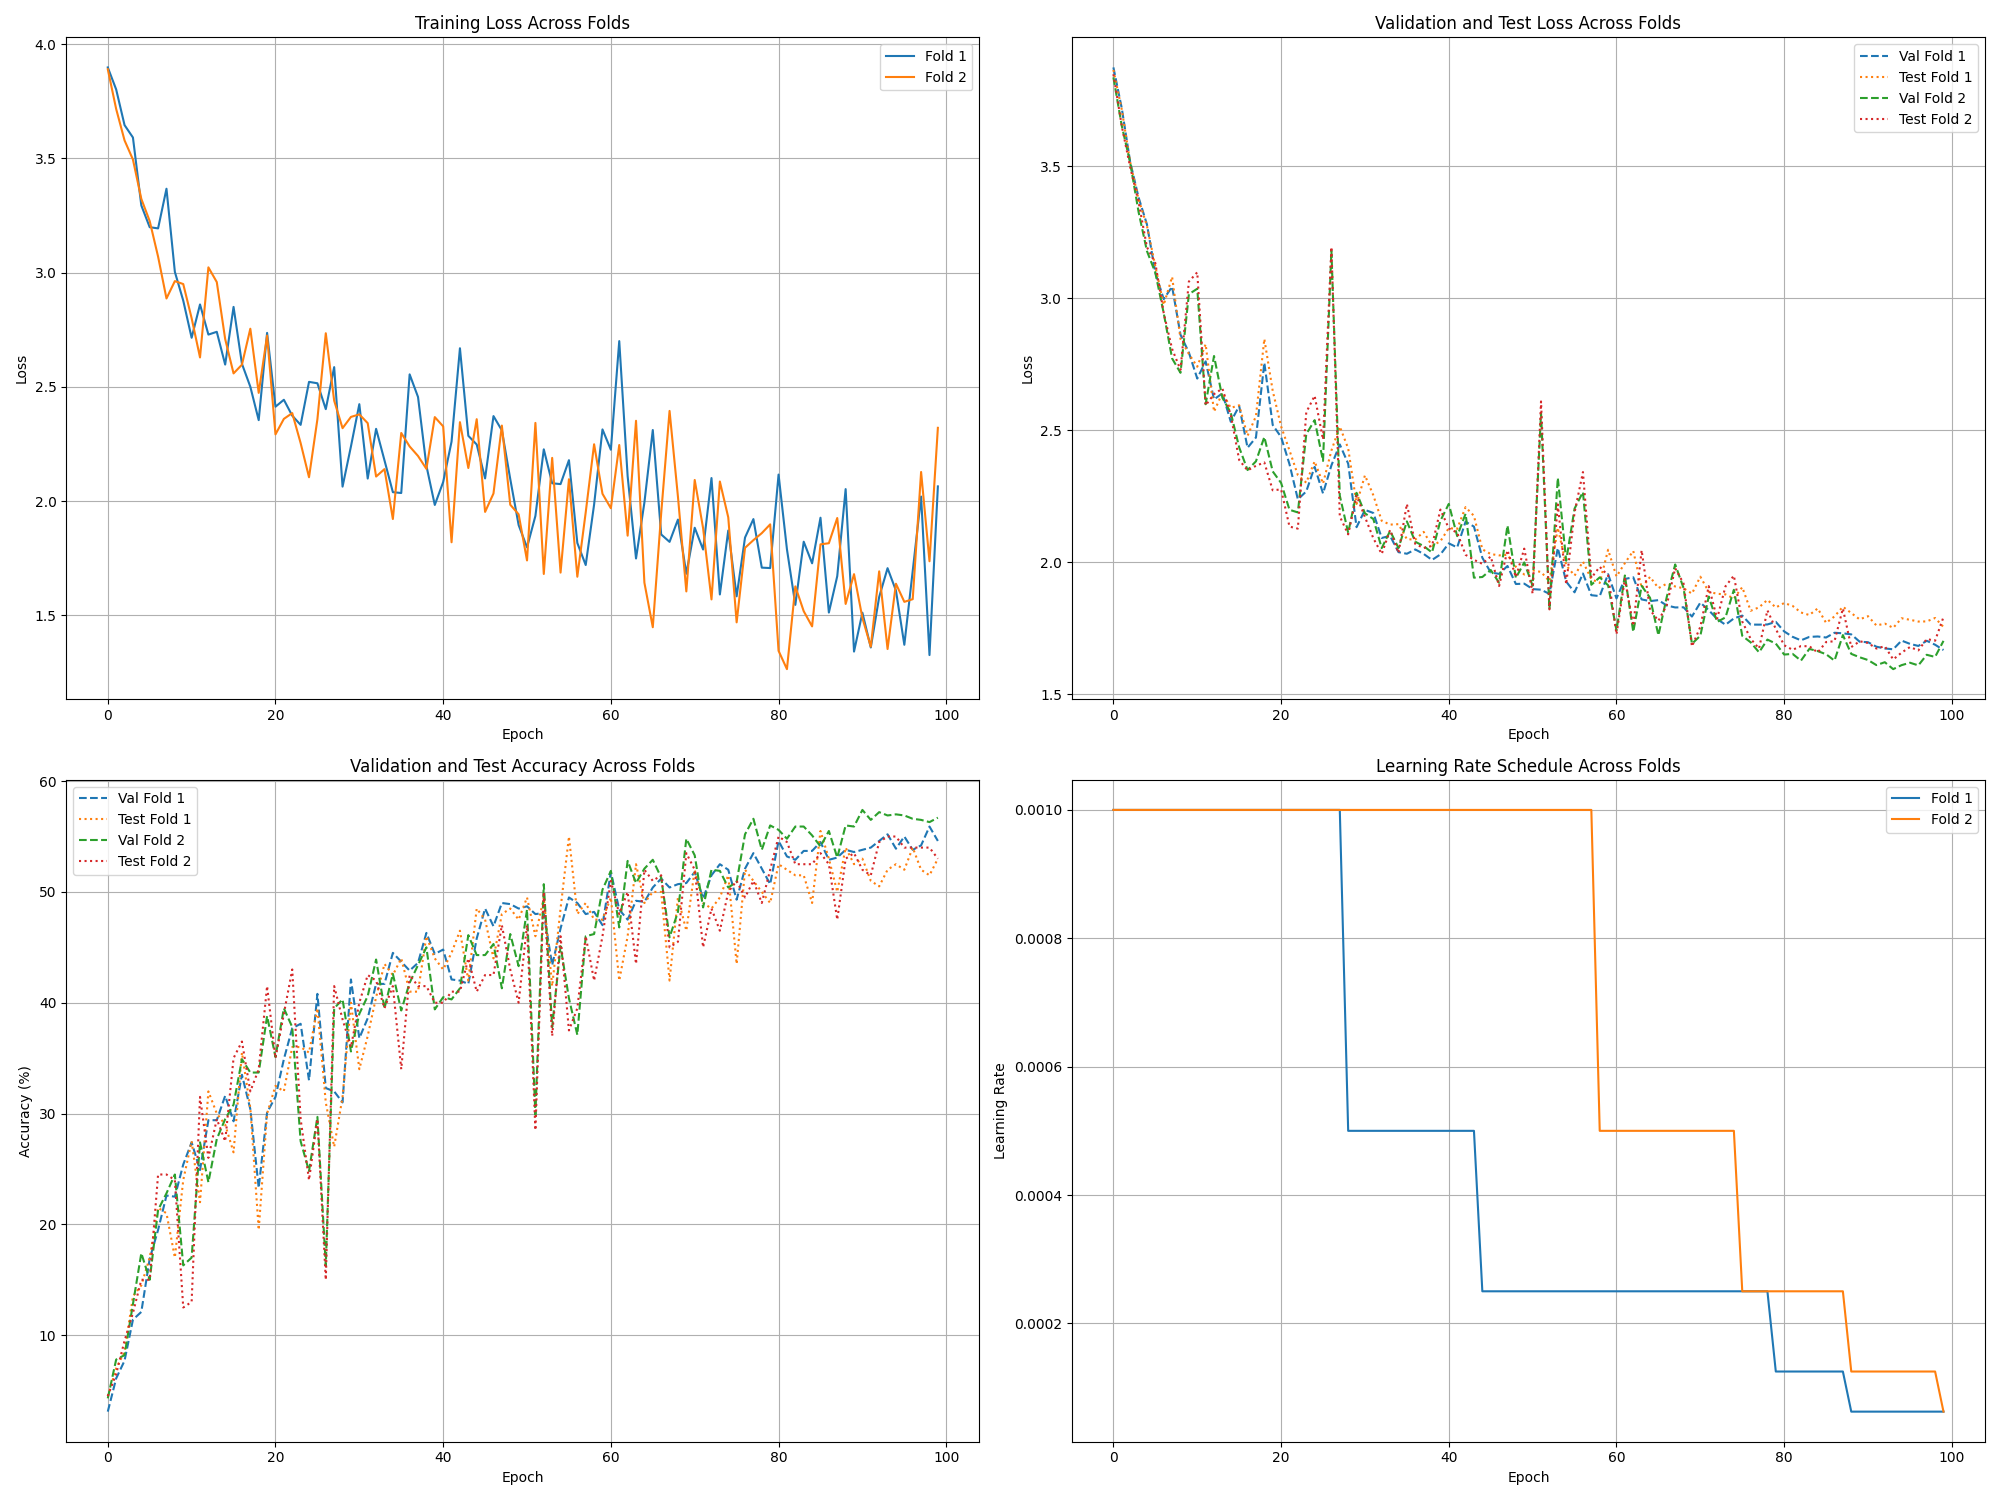 Training Loss Across Folds
Loss
4.0
3.5
3.0
2.5
2.0
1.5
0 20 40 60 80 100
Epoch
Fold 1
Fold 2
Validation and Test Loss Across Folds
Loss
3.5
3.0
2.5
2.0
1.5
0 20 40 60 80 100
Epoch
Val Fold 1
Test Fold 1
Val Fold 2
Test Fold 2
Validation and Test Accuracy Across Folds
Accuracy (%)
60
50
40
30
20
10
0 20 40 60 80 100
Epoch
Val Fold 1
Test Fold 1
Val Fold 2
Test Fold 2
Learning Rate Schedule Across Folds
Learning Rate
0.0010
0.0008
0.0006
0.0004
0.0002
0 20 40 60 80 100
Epoch
Fold 1
Fold 2